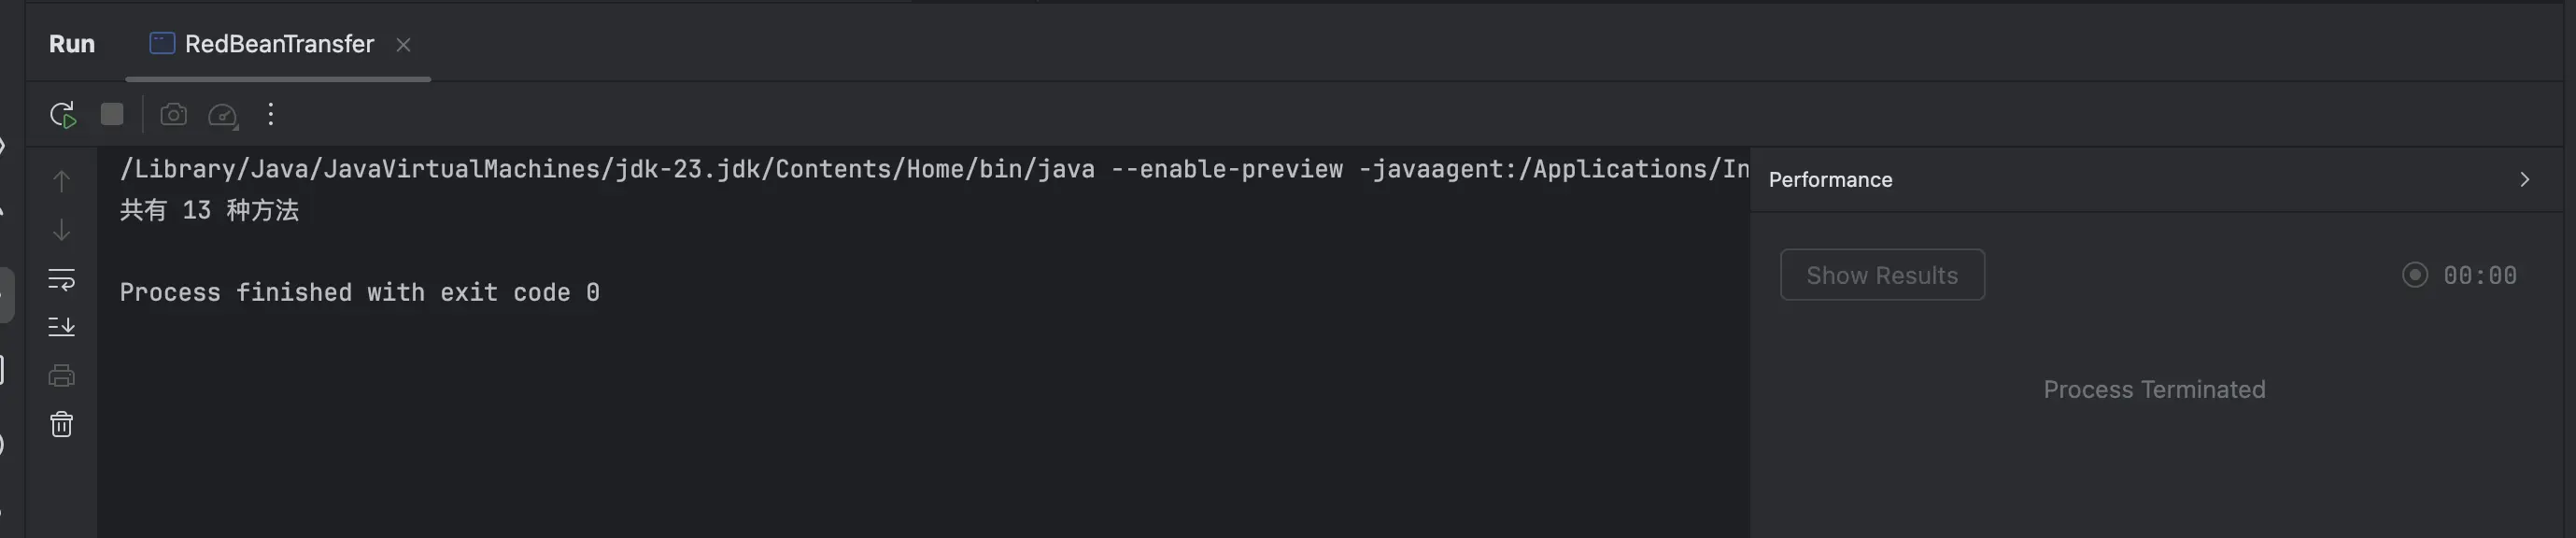 Run RedBeanTransfer
/Library/Java/JavaVirtualMachines/jdk-23.jdk/Contents/Home/bin/java --enable-preview -javaagent:/Applications/In
共有 13 种方法
Process finished with exit code 0
Performance
Show Results 00:00
Process Terminated